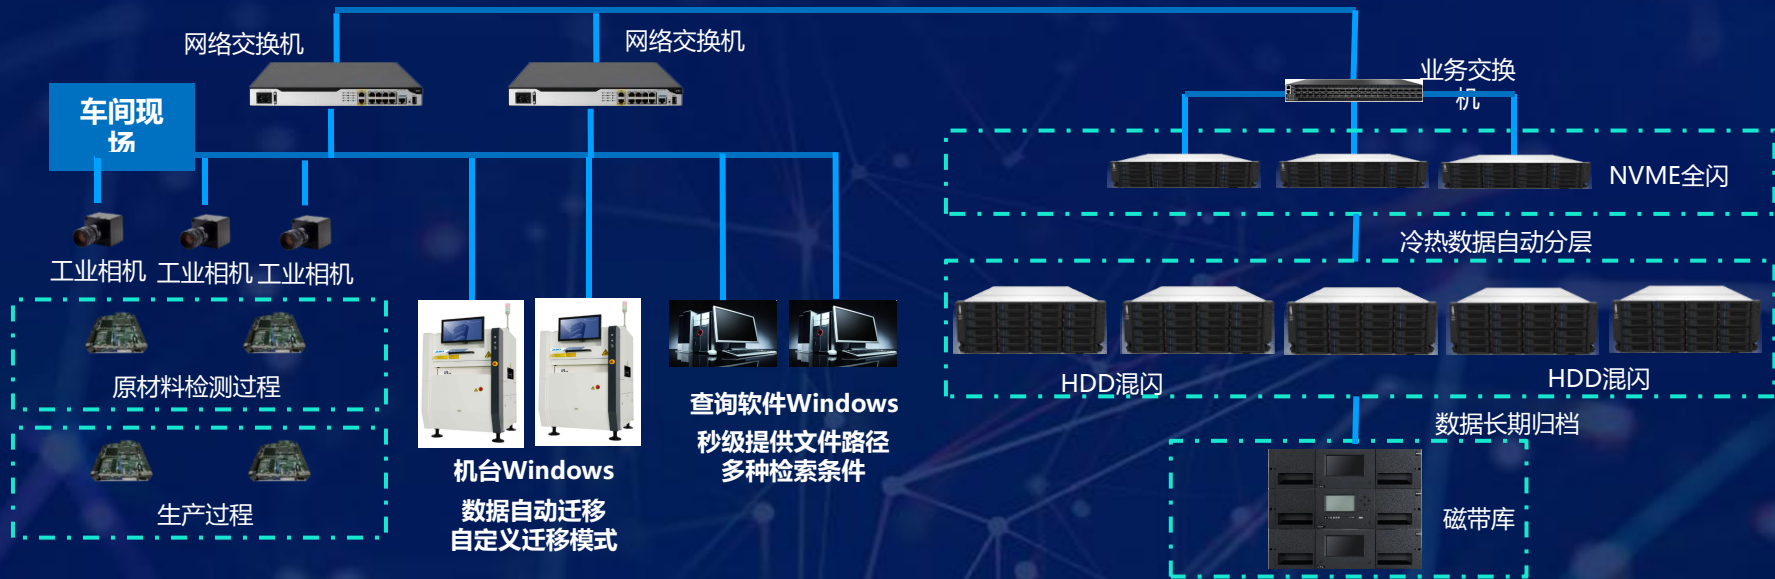 网络交换机
网络交换机
业务交换
机
车间现
场
NVME全闪
冷热数据自动分层
工业相机
工业相机
工业相机
原材料检测过程
HDD混闪
HDD混闪
查询软件Windows
秒级提供文件路径
多种检索条件
数据长期归档
机台Windows
数据自动迁移
自定义迁移模式
生产过程
磁带库